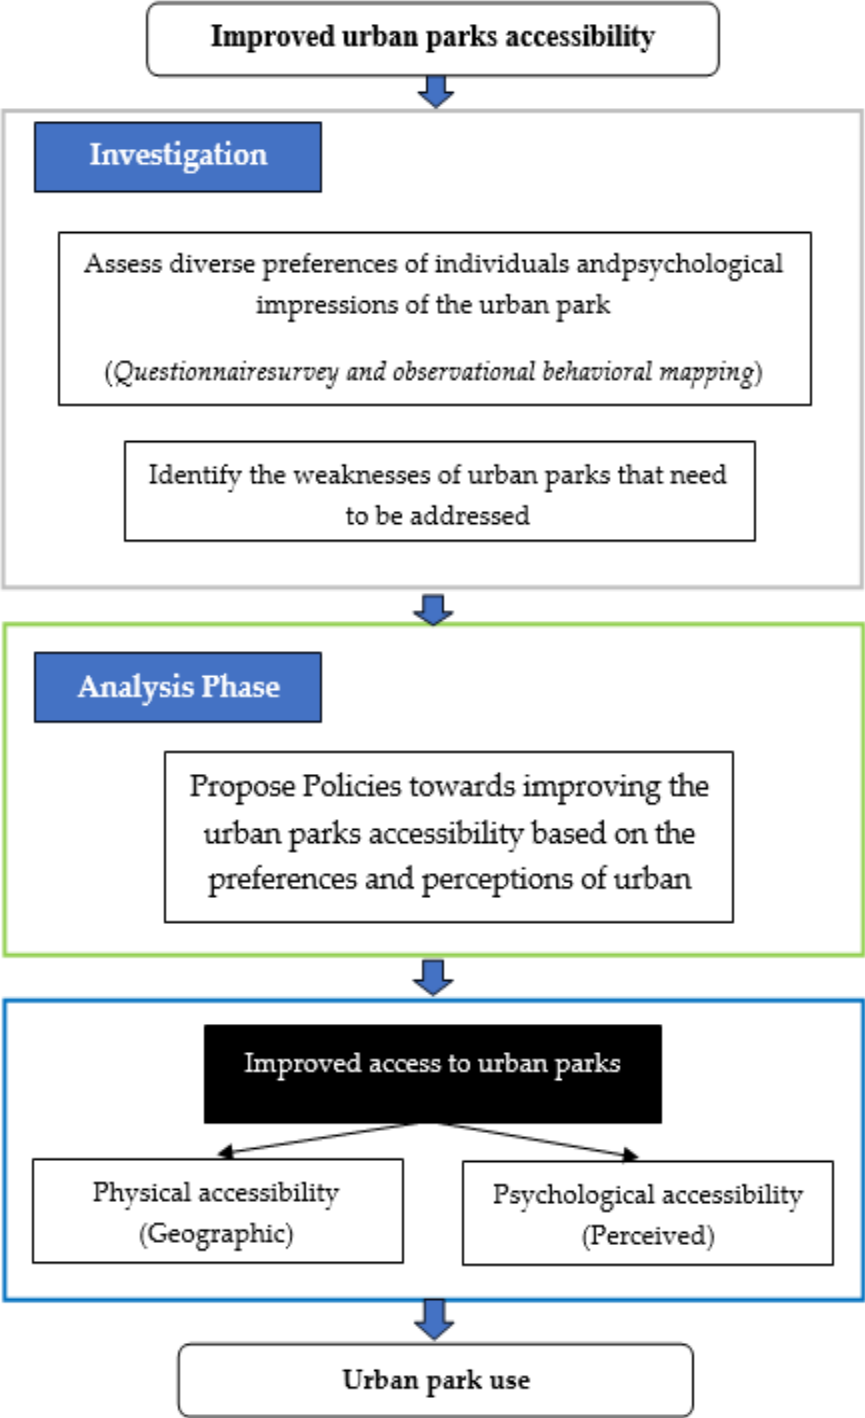 Improved urban parks accessibility
Investigation
Assess diverse preferences of individuals andpsychological
impressions of the urban park
(Questionnairesurvey and observational behavioral mapping)
Identify the weaknesses of urban parks that need
to be addressed
Analysis Phase
Propose Policies towards improving the
urban parks accessibility based on the
preferences and perceptions of urban
Improved access to urban parks
Physical accessibility
(Geographic)
Psychological accessibility
(Perceived)
Urban park use